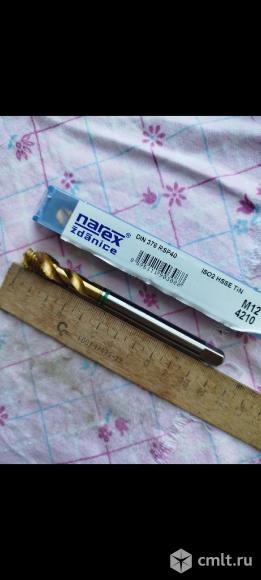 narex
ždánice
DIN 376 RSP40
ISO2 HSSE TiN
M12
4210
cmlt.ru